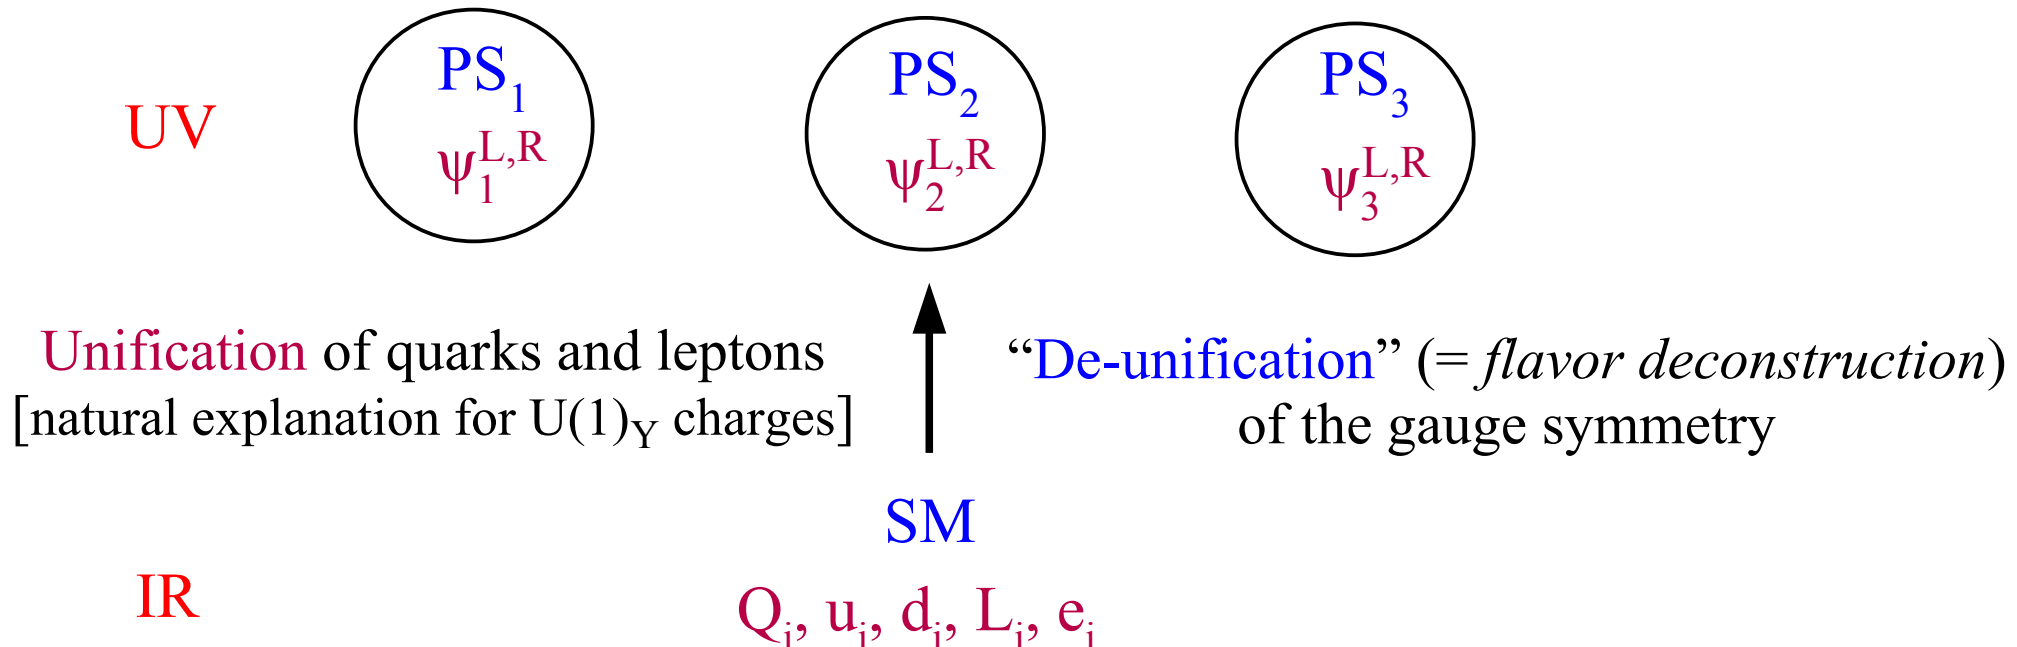 UV
PS₁
ψ₁ᴸ,ᴿ
PS₂
ψ₂ᴸ,ᴿ
PS₃
ψ₃ᴸ,ᴿ
Unification of quarks and leptons
[natural explanation for U(1)Y charges]
“De-unification” (= flavor deconstruction)
of the gauge symmetry
SM
IR
Qᵢ, uᵢ, dᵢ, Lᵢ, eᵢ